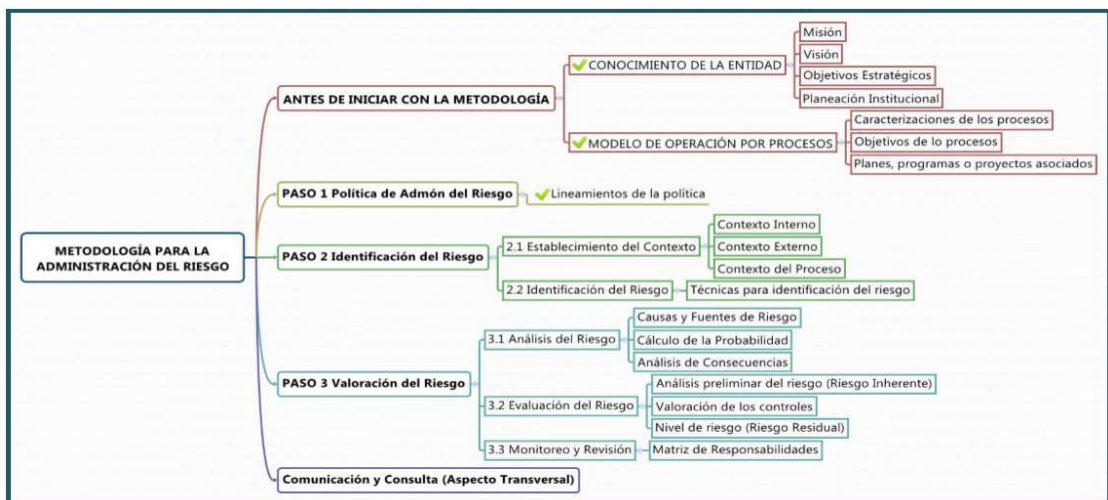 METODOLOGÍA PARA LA
ADMINISTRACIÓN DEL RIESGO
ANTES DE INICIAR CON LA METODOLOGÍA
CONOCIMIENTO DE LA ENTIDAD
Misión
Visión
Objetivos Estratégicos
Planeación Institucional
MODELO DE OPERACIÓN POR PROCESOS
Caracterizaciones de los procesos
Objetivos de lo procesos
Planes, programas o proyectos asociados
PASO 1 Política de Admón del Riesgo
Lineamientos de la política
PASO 2 Identificación del Riesgo
2.1 Establecimiento del Contexto
Contexto Interno
Contexto Externo
Contexto del Proceso
2.2 Identificación del Riesgo
Técnicas para identificación del riesgo
PASO 3 Valoración del Riesgo
3.1 Análisis del Riesgo
Causas y Fuentes de Riesgo
Cálculo de la Probabilidad
Análisis de Consecuencias
3.2 Evaluación del Riesgo
Análisis preliminar del riesgo (Riesgo Inherente)
Valoración de los controles
Nivel de riesgo (Riesgo Residual)
3.3 Monitoreo y Revisión
Matriz de Responsabilidades
Comunicación y Consulta (Aspecto Transversal)